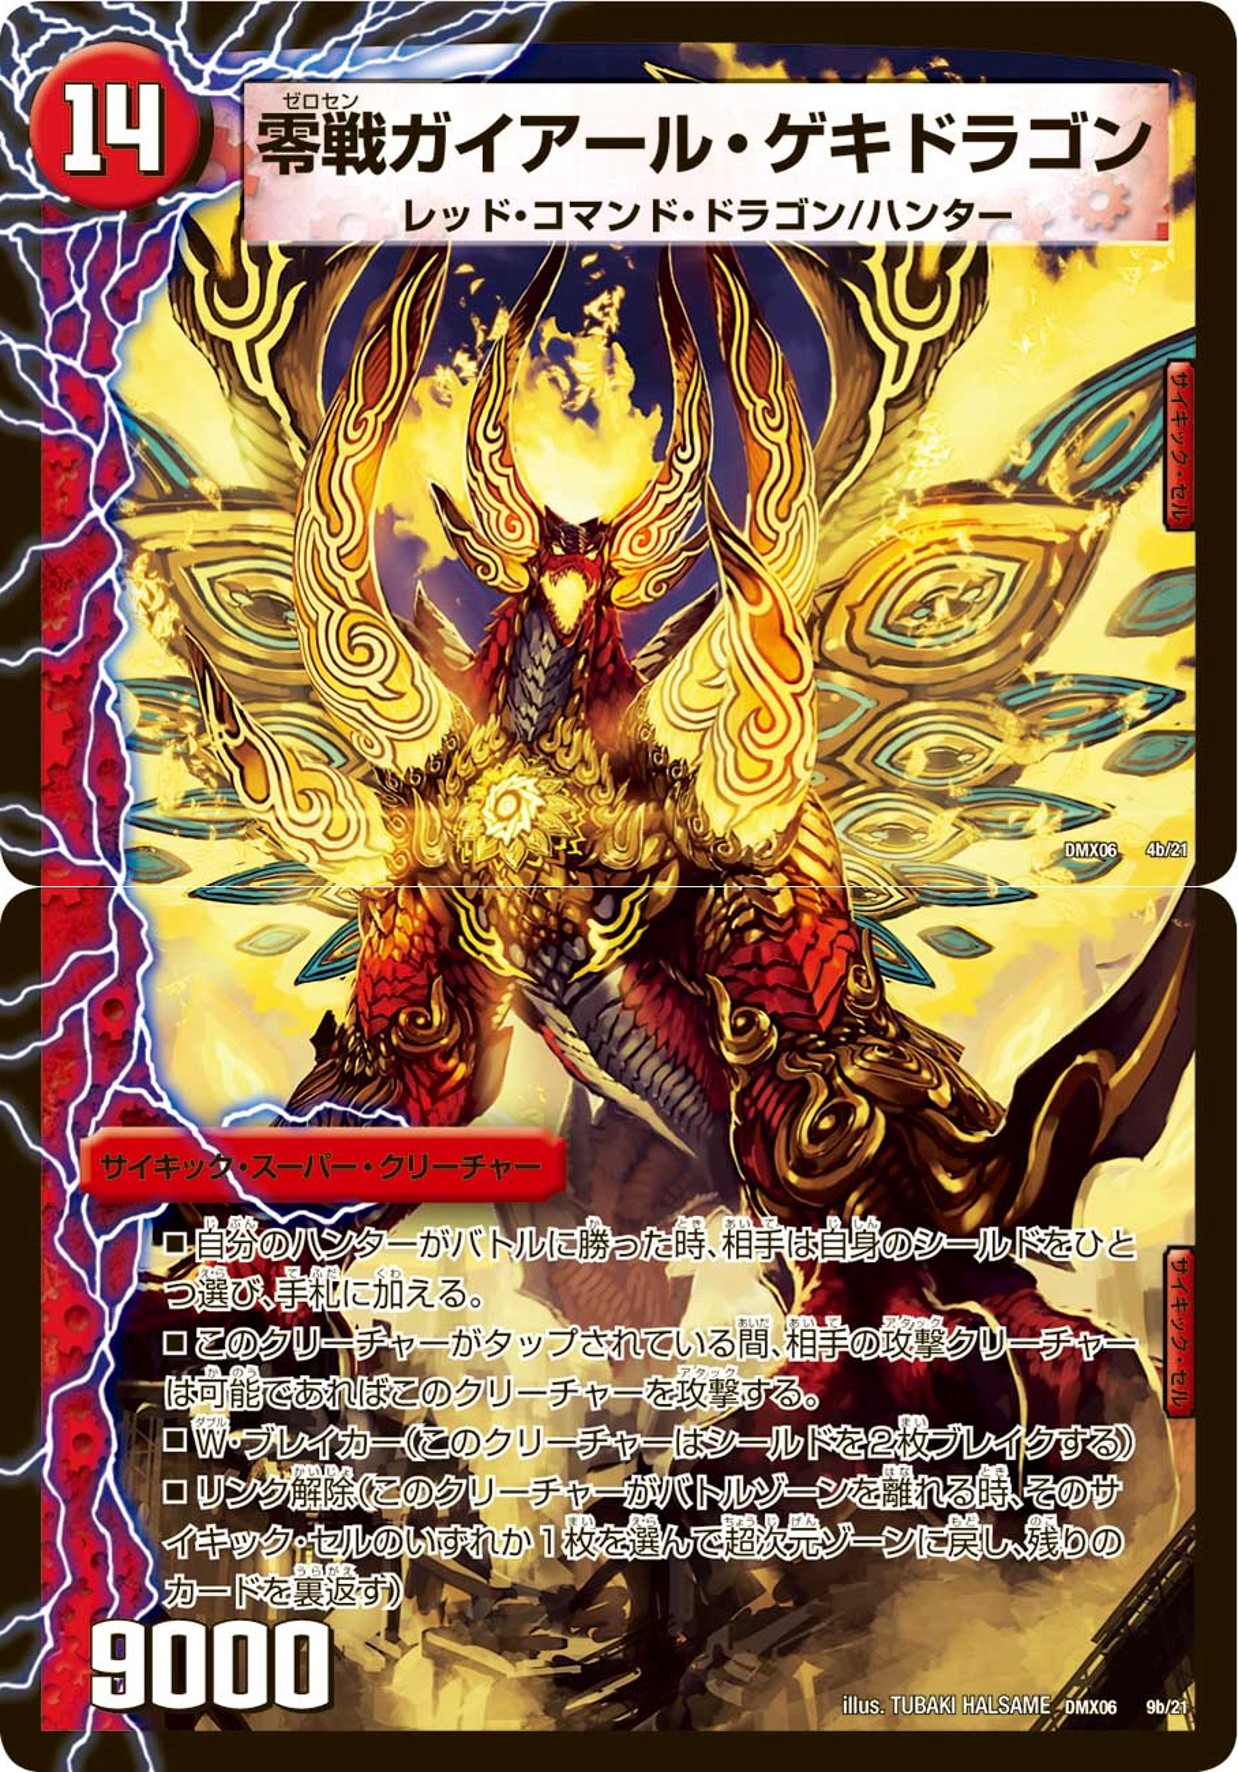 14
ゼロセン
零戦ガイアール・ゲキドラゴン
レッド・コマンド・ドラゴン/ハンター
サイキック・セル
DMX06 4b/21
サイキック・スーパー・クリーチャー
■ 自分のハンターがバトルに勝った時、相手は自身のシールドをひと
つ選び、手札に加える。
■ このクリーチャーがタップされている間、相手の攻撃クリーチャー
は可能であればこのクリーチャーを攻撃する。
■ W・ブレイカー(このクリーチャーはシールドを2枚ブレイクする)
■ リンク解除(このクリーチャーがバトルゾーンを離れる時、そのサ
イキック・セルのいずれか1枚を選んで超次元ゾーンに戻し、残りの
カードを裏返す)
サイキック・セル
9000
illus. TUBAKI HALSAME DMX06 9b/21